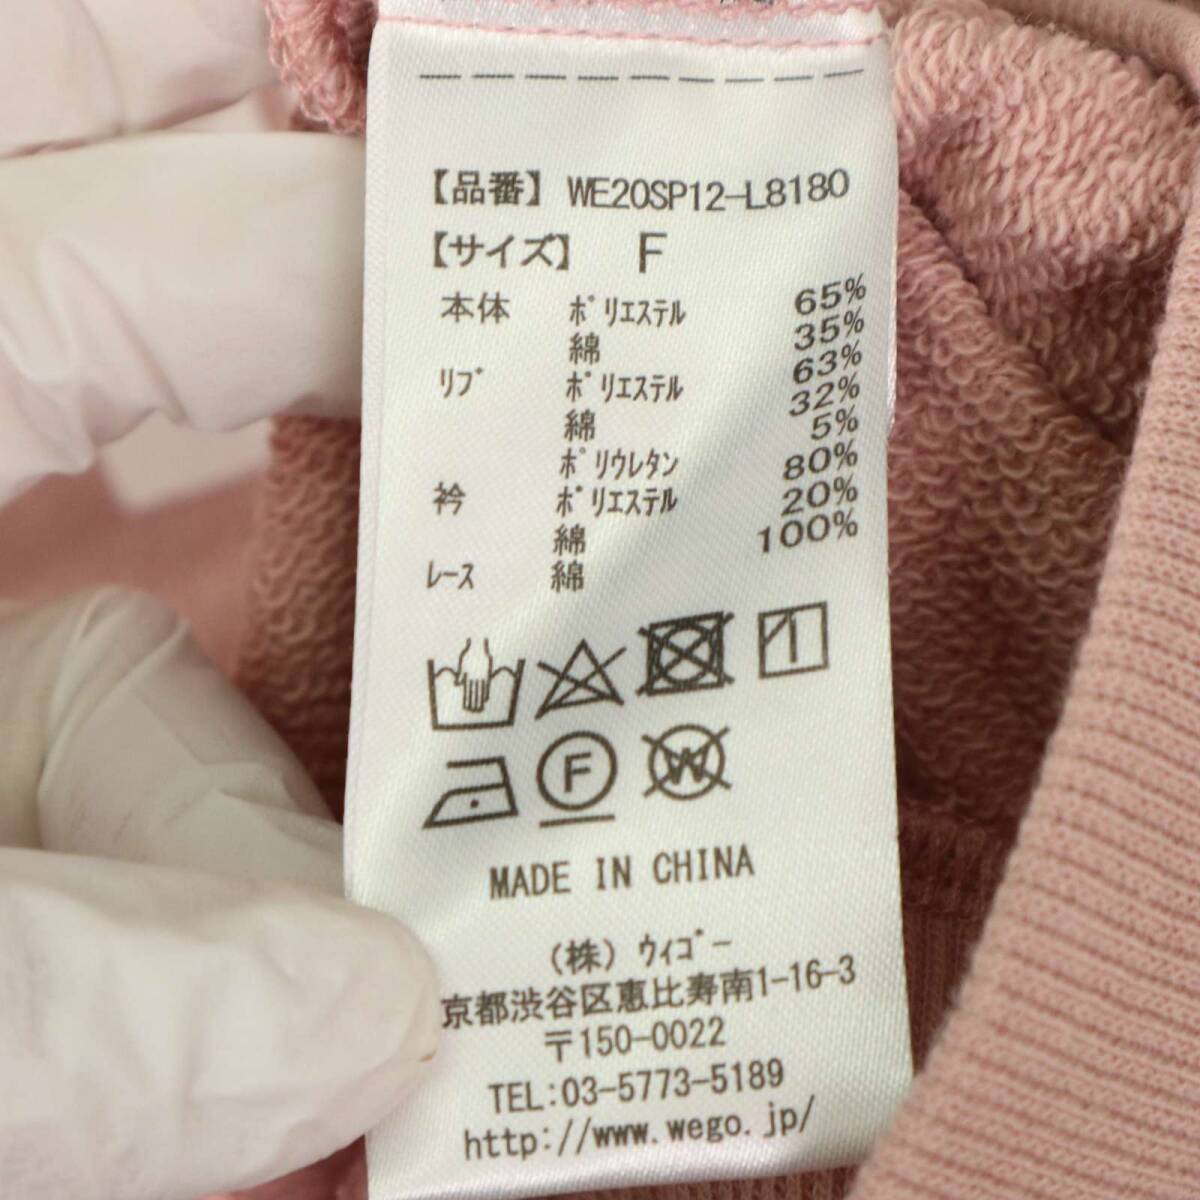 【品番】 WE20SP12-L8180
【サイズ】 F
本体 ポリエステル 65%
綿 35%
リブ ポリエステル 63%
綿 32%
ポリウレタン 5%
衿 ポリエステル 80%
綿 20%
レース 綿 100%
F
W
MADE IN CHINA
(株) ウィゴー
京都渋谷区恵比寿南1-16-3
〒150-0022
TEL:03-5773-5189
http://www.wego.jp/